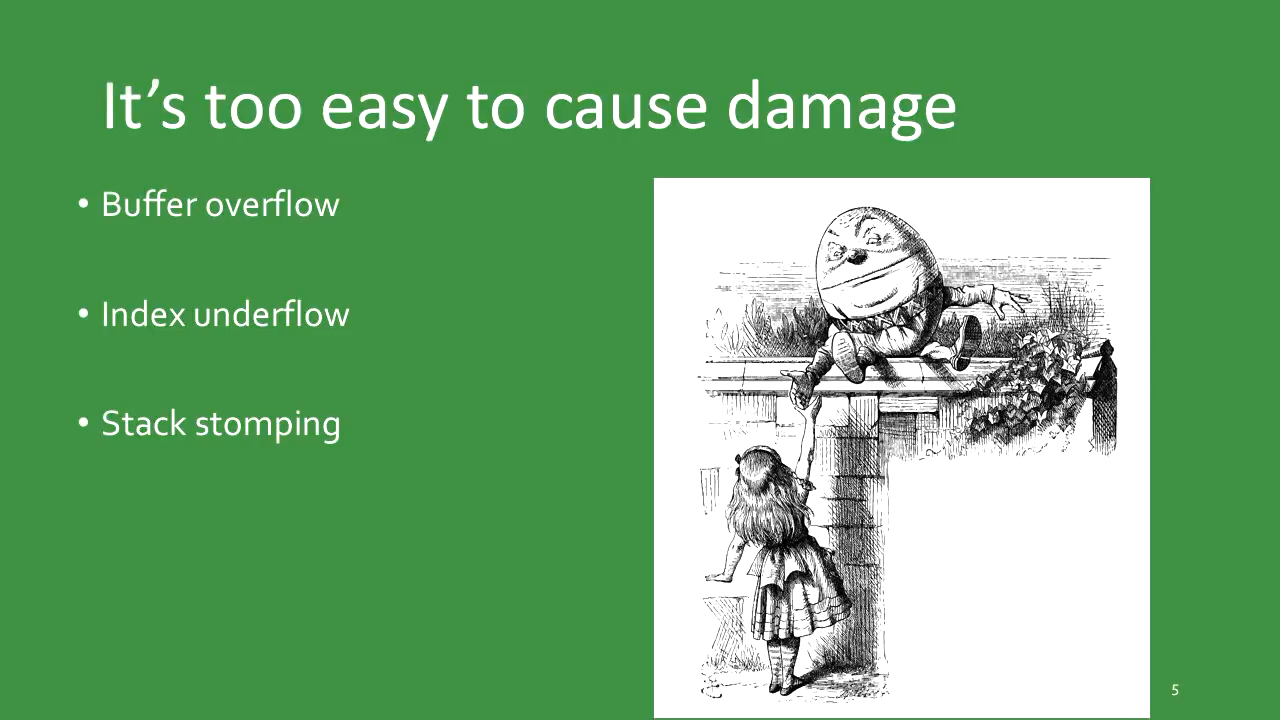 It’s too easy to cause damage
• Buffer overflow
• Index underflow
• Stack stomping
5